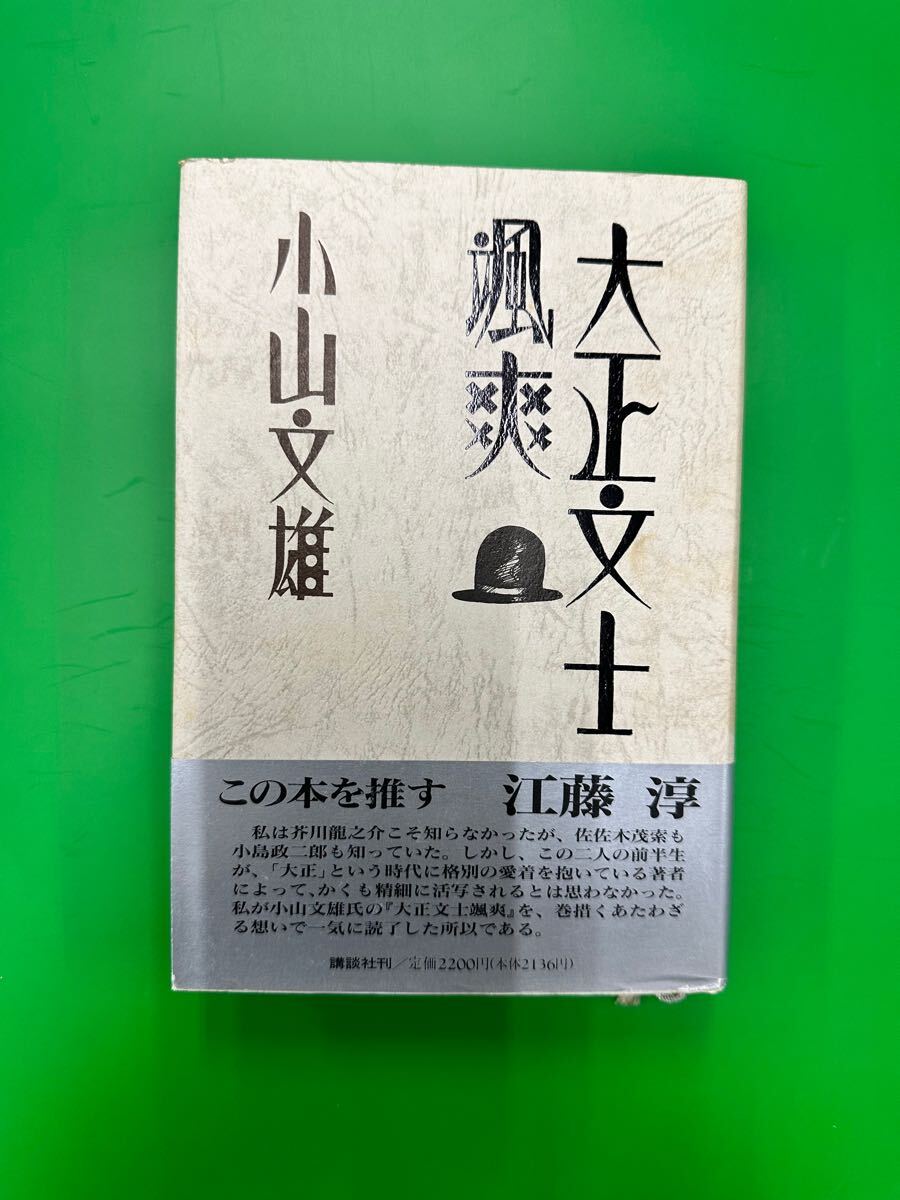 大正文士
颯爽
小山文雄
この本を推す 江藤 淳
私は芥川龍之介こそ知らなかったが、佐佐木茂索も
小島政二郎も知っていた。しかし、この二人の前半生
が、「大正」という時代に格別の愛着を抱いている著者
によって、かくも精細に活写されるとは思わなかった。
私が小山文雄氏の『大正文士颯爽』を、巻措くあたわざ
る想いで一気に読了した所以である。
講談社刊/定価2200円(本体2136円)